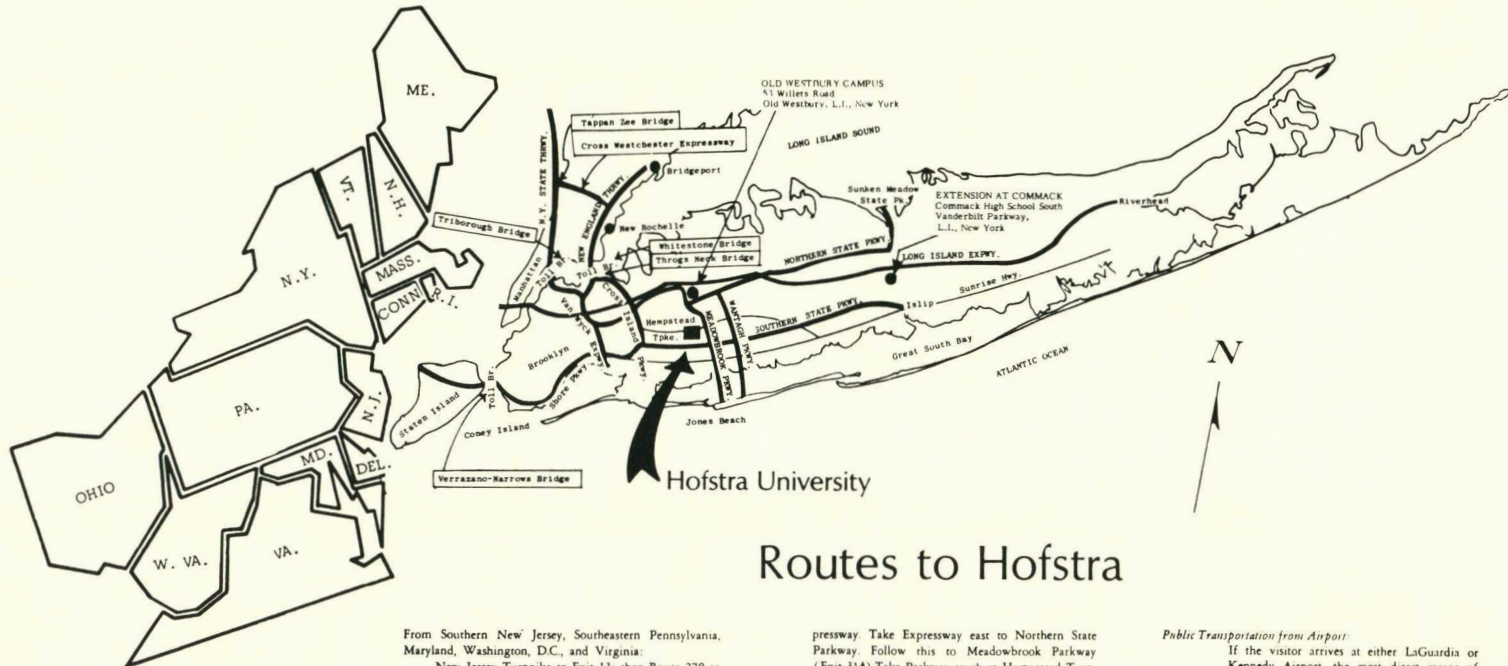 ME.
VT.
N.H.
N.Y.
MASS.
CONN
R.I.
PA.
N.J.
MD.
DEL.
OHIO
W. VA.
VA.
OLD WESTBURY CAMPUS
53 Willets Road
Old Westbury, L.I., New York
LONG ISLAND SOUND
Tappan Zee Bridge
Cross Westchester Expressway
N.Y. STATE THRWY.
NEW ENGLAND THRWY.
Bridgeport
New Rochelle
Triborough Bridge
Whitestone Bridge
Throgs Neck Bridge
Toll Br.
Toll Br.
Manhattan
Sunken Meadow
State Pk.
EXTENSION AT COMMACK
Commack High School South
Vanderbilt Parkway,
L.I., New York
Riverhead
NORTHERN STATE PKWY.
LONG ISLAND EXPWY.
Sunrise Hwy.
Islip
SOUTHERN STATE PKWY.
Van Wyck Expwy.
Cross Island Pkwy.
Hempstead
Tpke.
MEADOWBROOK PKWY.
WANTAGH PKWY.
Brooklyn
Shore Pkwy.
Toll Br.
Staten Island
Coney Island
Jones Beach
Great South Bay
ATLANTIC OCEAN
N
Verrazano-Narrows Bridge
Hofstra University
Routes to Hofstra
From Southern New Jersey, Southeastern Pennsylvania,
Maryland, Washington, D.C., and Virginia:
pressway. Take Expressway east to Northern State
Parkway. Follow this to Meadowbrook Parkway
Public Transportation from Airport:
If the visitor arrives at either LaGuardia or